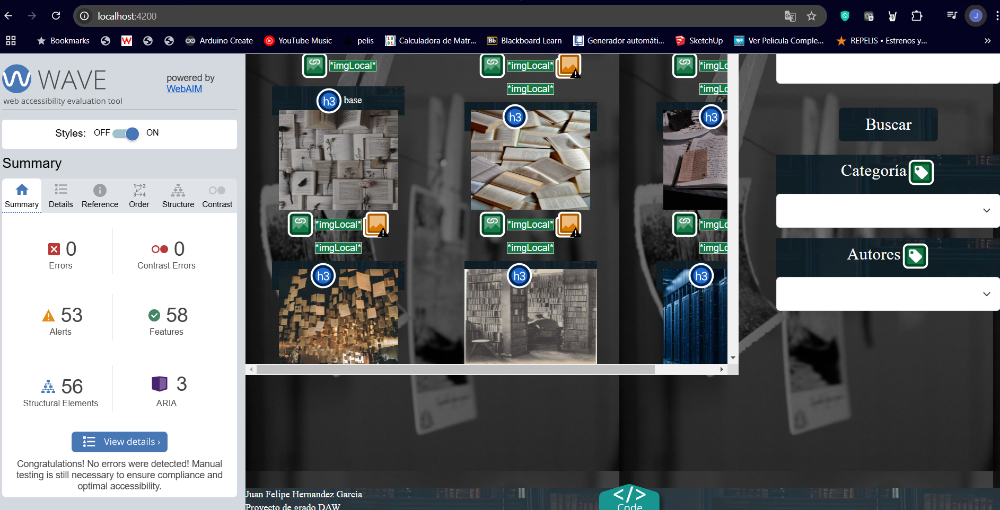 localhost:4200
Bookmarks
Arduino Create
YouTube Music
pelis
Calculadora de Matr...
Bb
Blackboard Learn
Generador automáti...
SketchUp
Ver Pelicula Comple...
REPELIS • Estrenos y...
J
WAVE
web accessibility evaluation tool
powered by
WebAIM
Styles: OFF ON
Summary
Summary
Details
Reference
Order
Structure
Contrast
0
Errors
0
Contrast Errors
53
Alerts
58
Features
56
Structural Elements
3
ARIA
View details ›
Congratulations! No errors were detected! Manual
testing is still necessary to ensure compliance and
optimal accessibility.
*imgLocal*
*imgLocal*
*imgLo
*imgLocal*
*imgLo
h3 base
h3
h3
*imgLocal*
*imgLocal*
*imgLo
*imgLocal*
*imgLocal*
*imgLo
h3
h3
h3
Buscar
Categoría
Autores
Juan Felipe Hernandez García
Proyecto de grado DAW
</>
Code